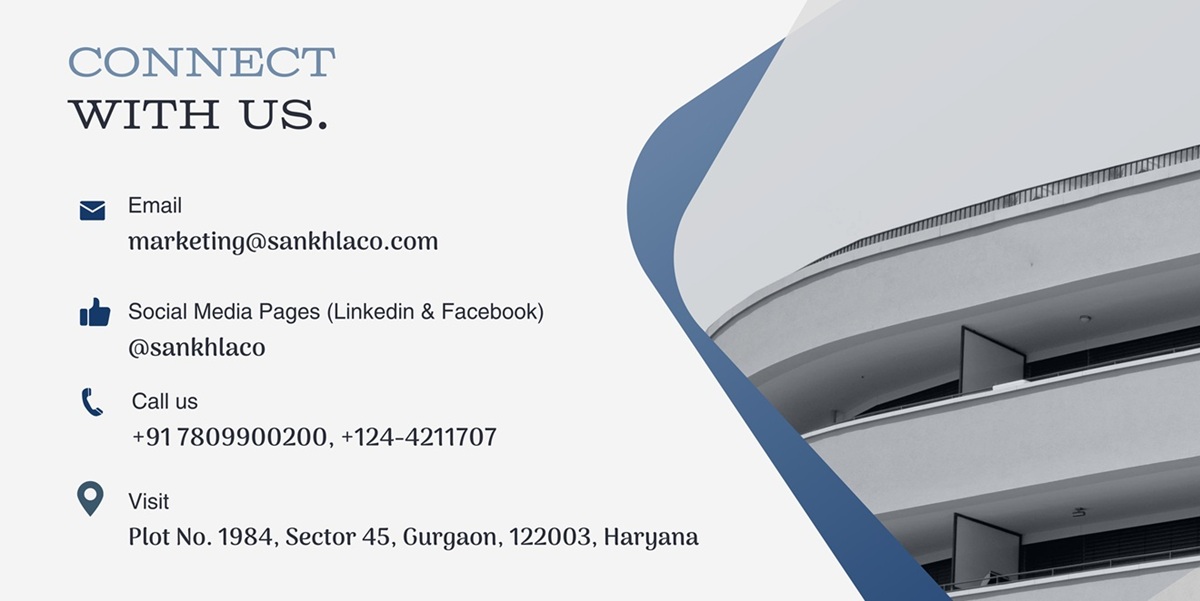 CONNECT
WITH US.
Email
marketing@sankhlaco.com
Social Media Pages (Linkedin & Facebook)
@sankhlaco
Call us
+91 7809900200, +124-4211707
Visit
Plot No. 1984, Sector 45, Gurgaon, 122003, Haryana